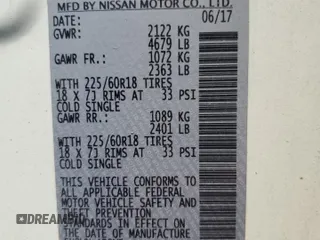 MFD BY NISSAN MOTOR CO., LTD.
DATE: 06/17
GVWR: 2122 KG
4679 LB
GAWR FR.: 1072 KG
2363 LB
WITH 225/60R18 TIRES
18 X 7J RIMS AT 33 PSI
COLD SINGLE
GAWR RR.: 1089 KG
2401 LB
WITH 225/60R18 TIRES
18 X 7J RIMS AT 33 PSI
COLD SINGLE
THIS VEHICLE CONFORMS TO
ALL APPLICABLE FEDERAL
MOTOR VEHICLE SAFETY AND
THEFT PREVENTION
STANDARDS IN EFFECT ON
THE DATE OF MANUFACTURE